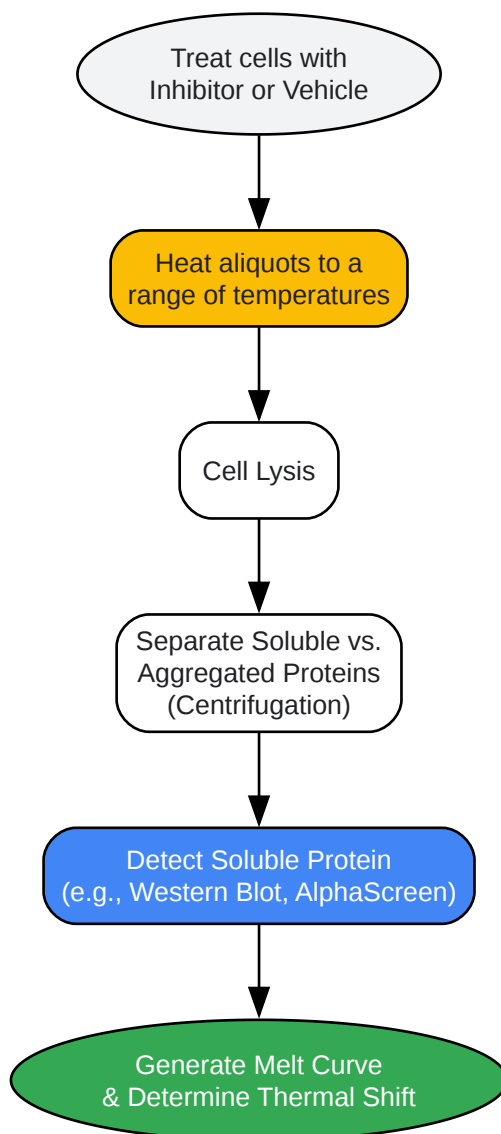 Treat cells with
Inhibitor or Vehicle
Heat aliquots to a
range of temperatures
Cell Lysis
Separate Soluble vs.
Aggregated Proteins
(Centrifugation)
Detect Soluble Protein
(e.g., Western Blot, AlphaScreen)
Generate Melt Curve
& Determine Thermal Shift